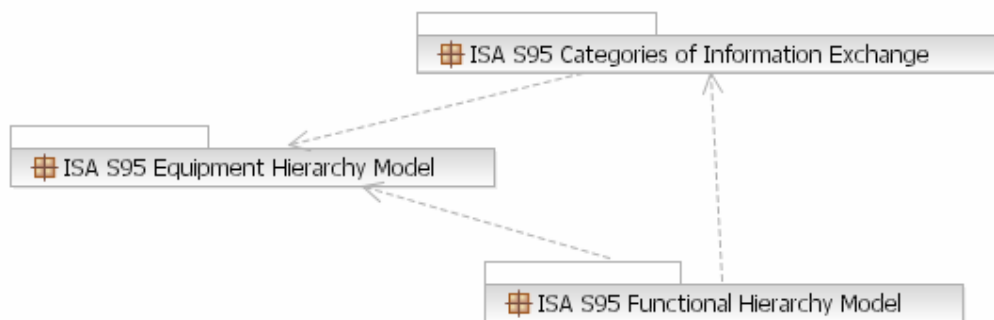 ISA S95 Categories of Information Exchange
ISA S95 Equipment Hierarchy Model
ISA S95 Functional Hierarchy Model